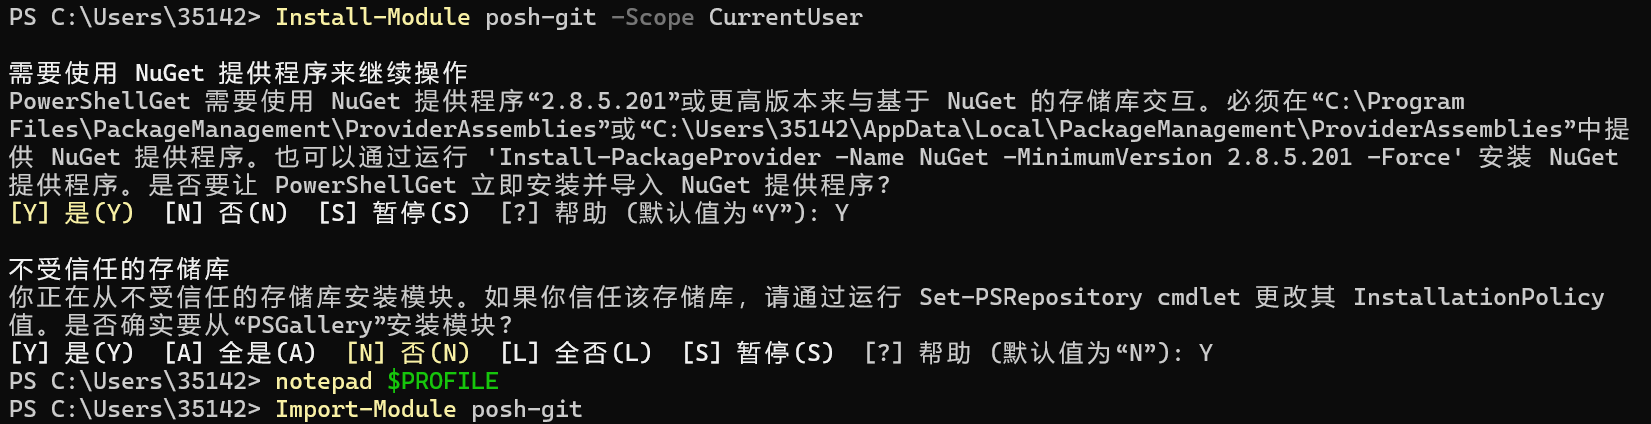 PS C:\Users\35142> Install-Module posh-git -Scope CurrentUser
需要使用 NuGet 提供程序来继续操作
PowerShellGet 需要使用 NuGet 提供程序“2.8.5.201”或更高版本来与基于 NuGet 的存储库交互。必须在“C:\Program
Files\PackageManagement\ProviderAssemblies”或“C:\Users\35142\AppData\Local\PackageManagement\ProviderAssemblies”中提
供 NuGet 提供程序。也可以通过运行 'Install-PackageProvider -Name NuGet -MinimumVersion 2.8.5.201 -Force' 安装 NuGet
提供程序。是否要让 PowerShellGet 立即安装并导入 NuGet 提供程序?
[Y] 是(Y)  [N] 否(N)  [S] 暂停(S)  [?] 帮助 (默认值为“Y”): Y
不受信任的存储库
你正在从不受信任的存储库安装模块。如果你信任该存储库，请通过运行 Set-PSRepository cmdlet 更改其 InstallationPolicy
值。是否确实要从“PSGallery”安装模块?
[Y] 是(Y)  [A] 全是(A)  [N] 否(N)  [L] 全否(L)  [S] 暂停(S)  [?] 帮助 (默认值为“N”): Y
PS C:\Users\35142> notepad $PROFILE
PS C:\Users\35142> Import-Module posh-git